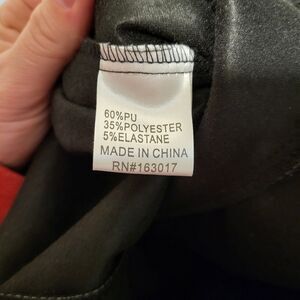 60%PU
35%POLYESTER
5%ELASTANE
MADE IN CHINA
RN#163017